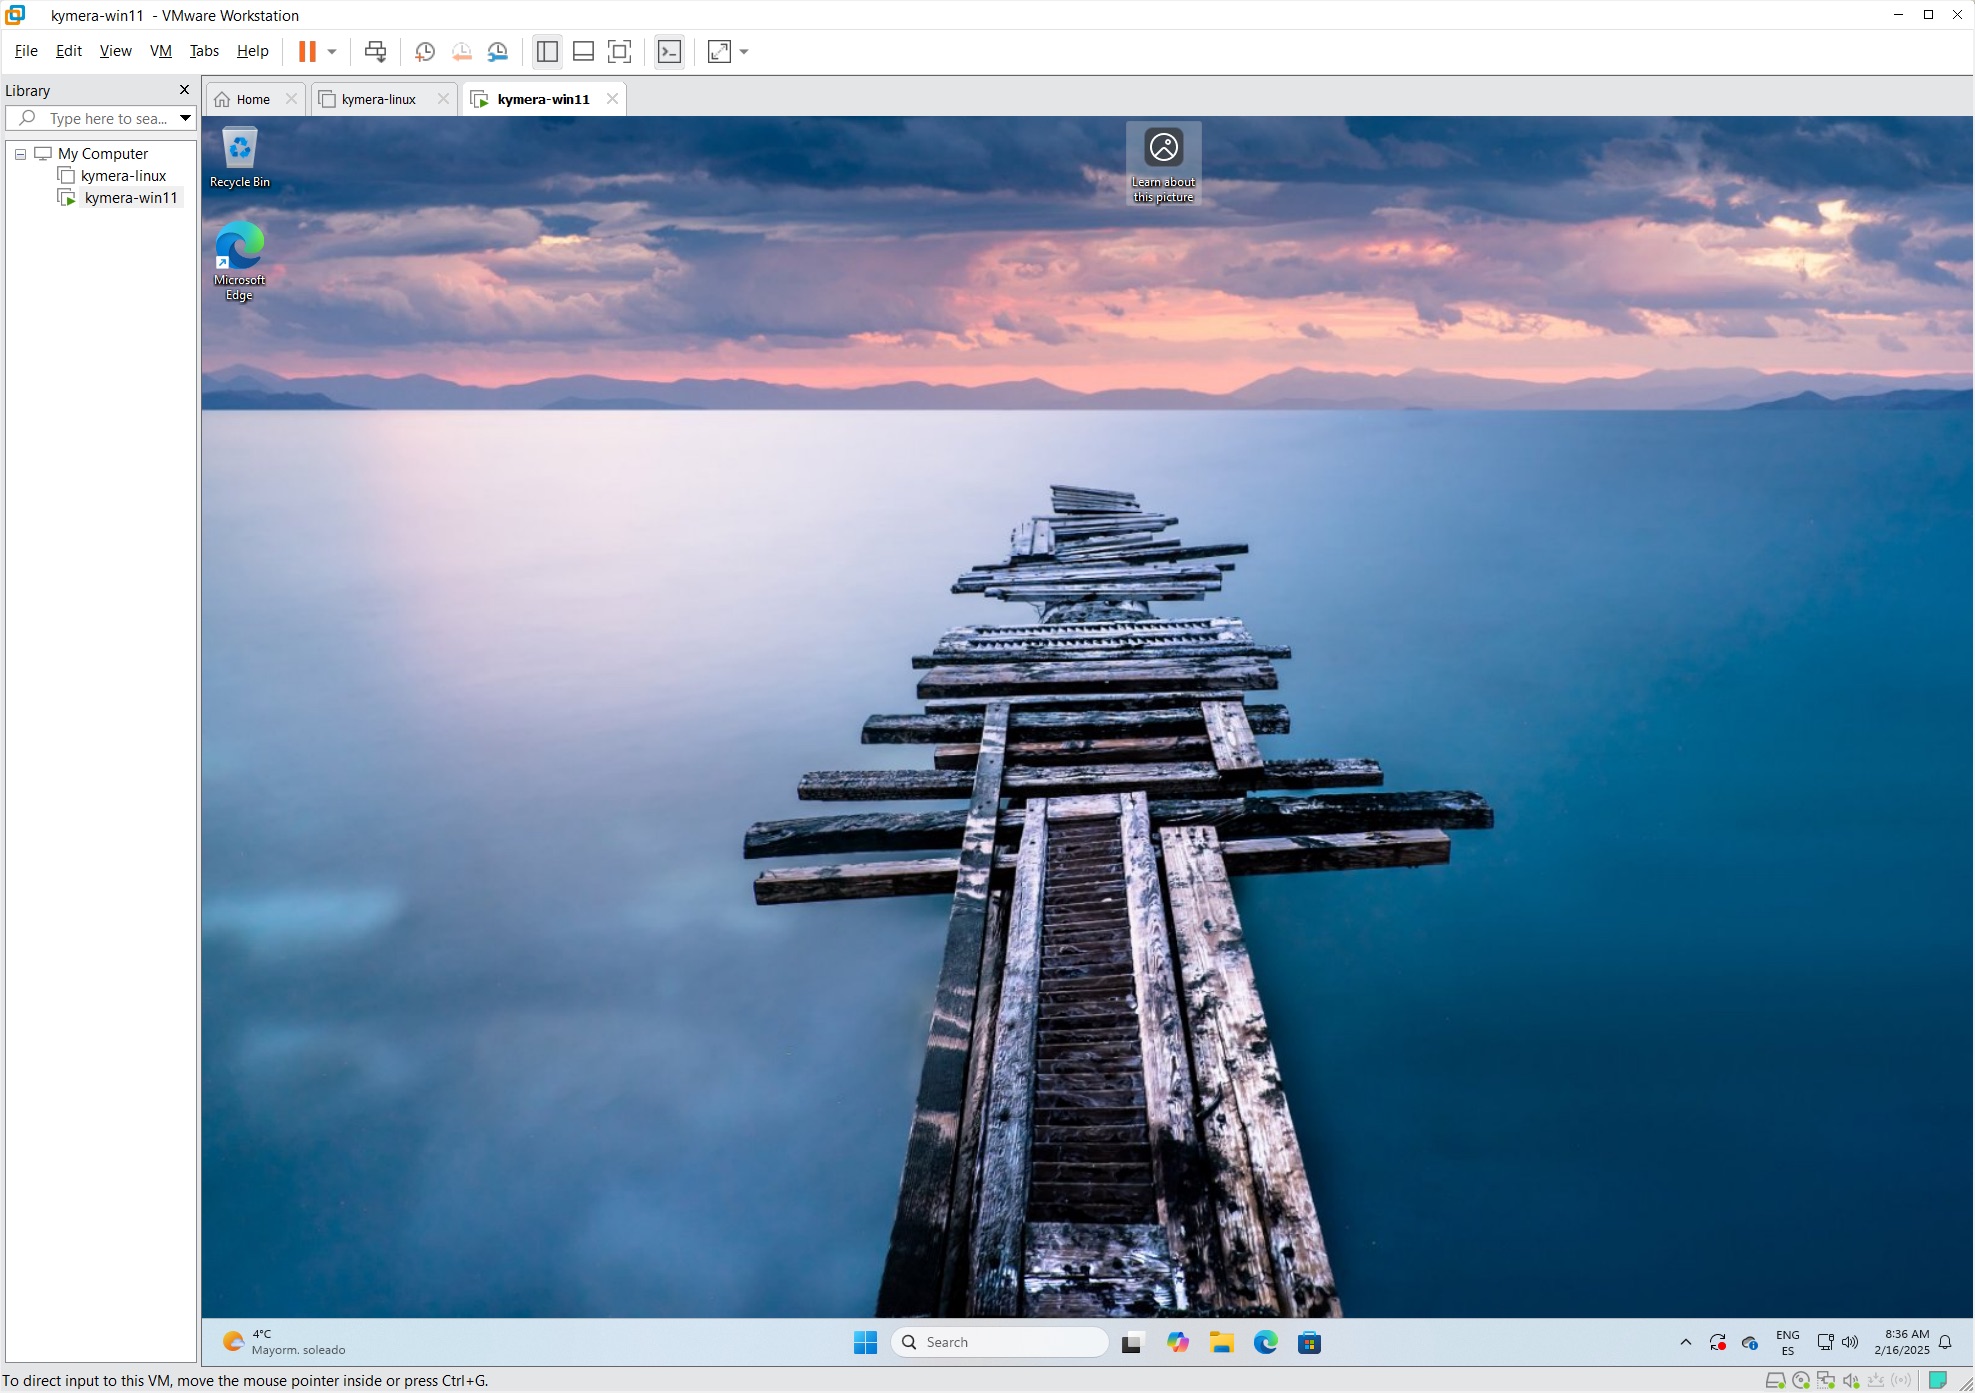 kymera-win11 - VMware Workstation
File Edit View VM Tabs Help
Library
Type here to sea...
My Computer
kymera-linux
kymera-win11
Home
kymera-linux
kymera-win11
Recycle Bin
Microsoft
Edge
Learn about
this picture
4°C
Mayorm. soleado
Search
ENG
ES
8:36 AM
2/16/2025
To direct input to this VM, move the mouse pointer inside or press Ctrl+G.